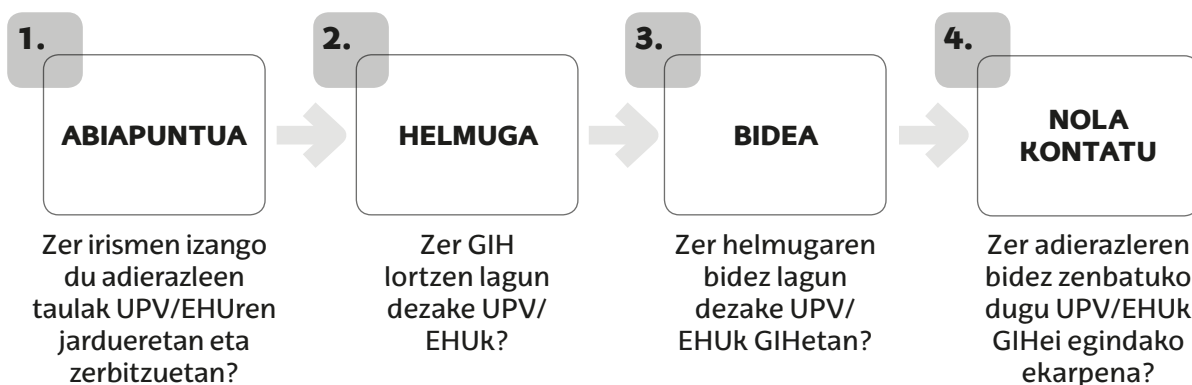 1.
ABIAPUNTUA
Zer irismen izango
du adierazleen
taulak UPV/EHUren
jardueretan eta
zerbitzuetan?
2.
HELMUGA
Zer GIH
lortzen lagun
dezake UPV/
EHUk?
3.
BIDEA
Zer helmugaren
bidez lagun
dezake UPV/
EHUk GIHetan?
4.
NOLA
KONTATU
Zer adierazleren
bidez zenbatuko
dugu UPV/EHUk
GIHei egindako
ekarpena?